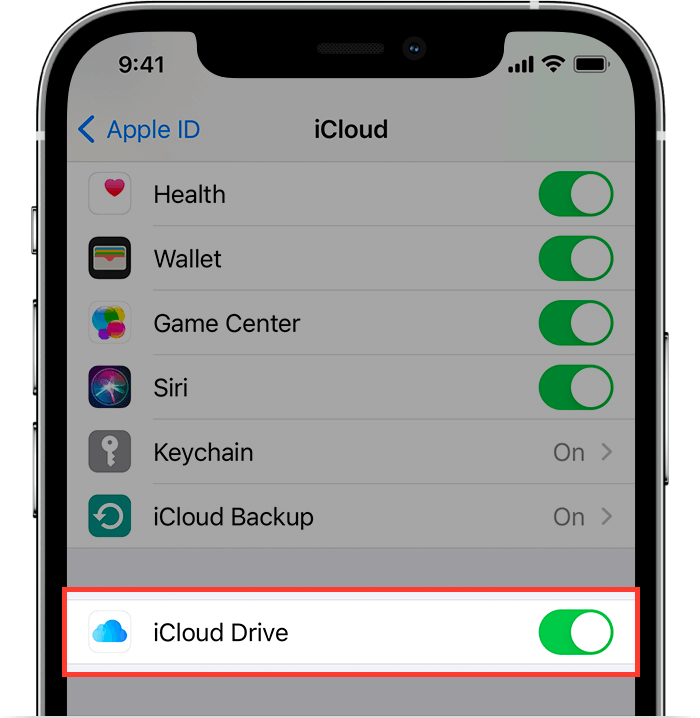 9:41
Apple ID
iCloud
Health
Wallet
Game Center
Siri
Keychain On
iCloud Backup On
iCloud Drive